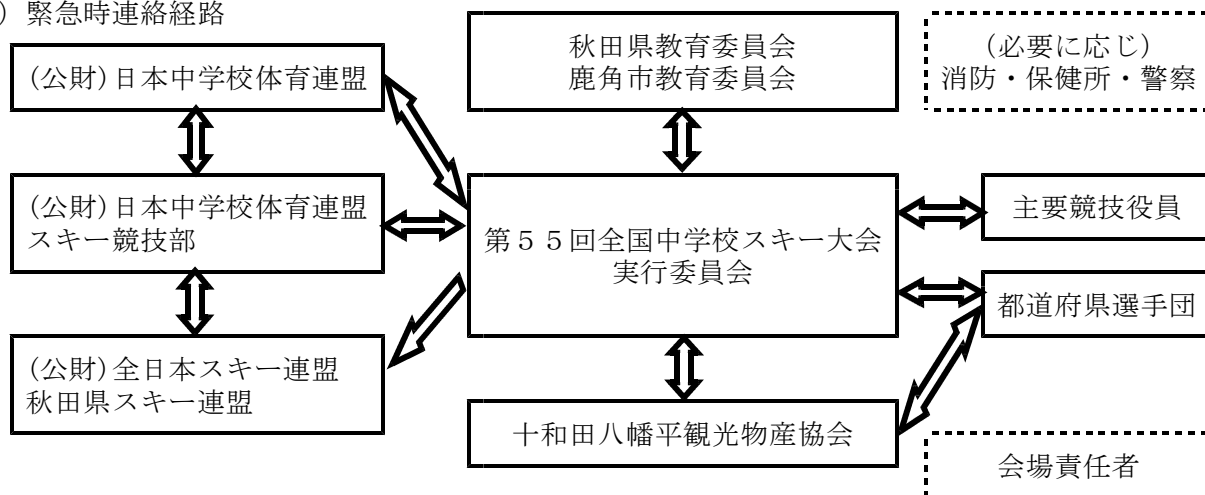 ) 緊急時連絡経路
(公財)日本中学校体育連盟
秋田県教育委員会
鹿角市教育委員会
(必要に応じ)
消防・保健所・警察
(公財)日本中学校体育連盟
スキー競技部
第５５回全国中学校スキー大会
実行委員会
主要競技役員
都道府県選手団
(公財)全日本スキー連盟
秋田県スキー連盟
十和田八幡平観光物産協会
会場責任者